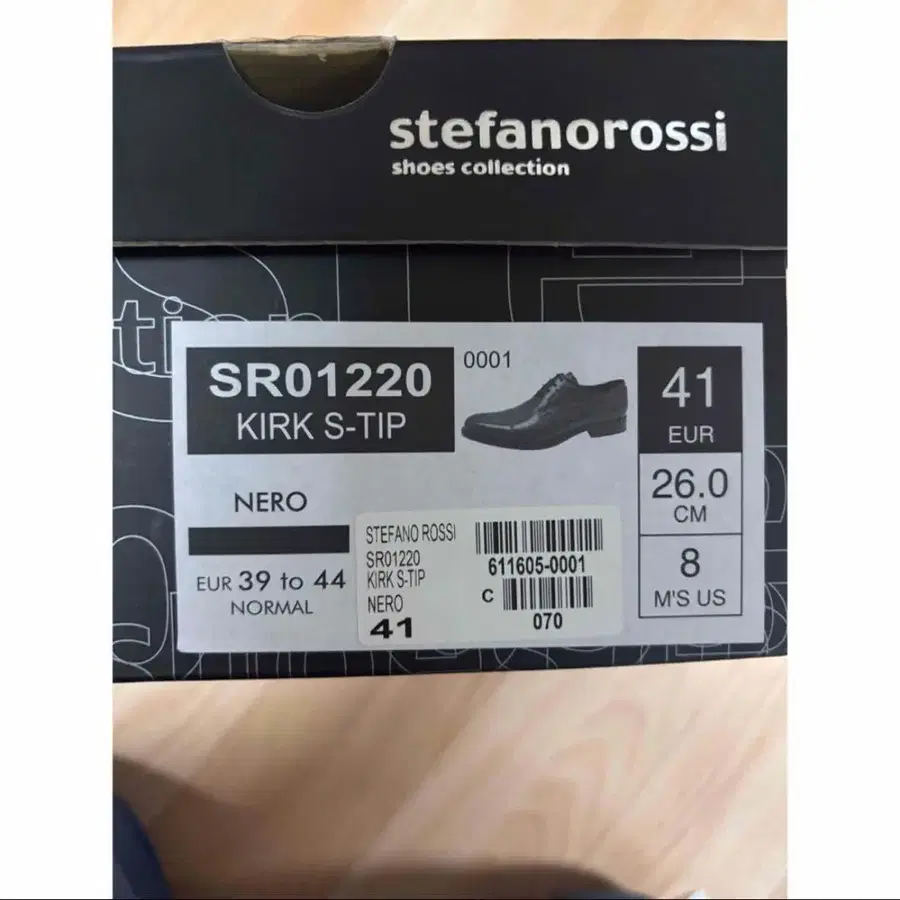 stefanorossi
shoes collection
tion
SR01220
KIRK S-TIP
0001
41
EUR
26.0
CM
8
M'S US
NERO
EUR 39 to 44
NORMAL
STEFANO ROSSI
SR01220
KIRK S-TIP
NERO
41
611605-0001
C
070